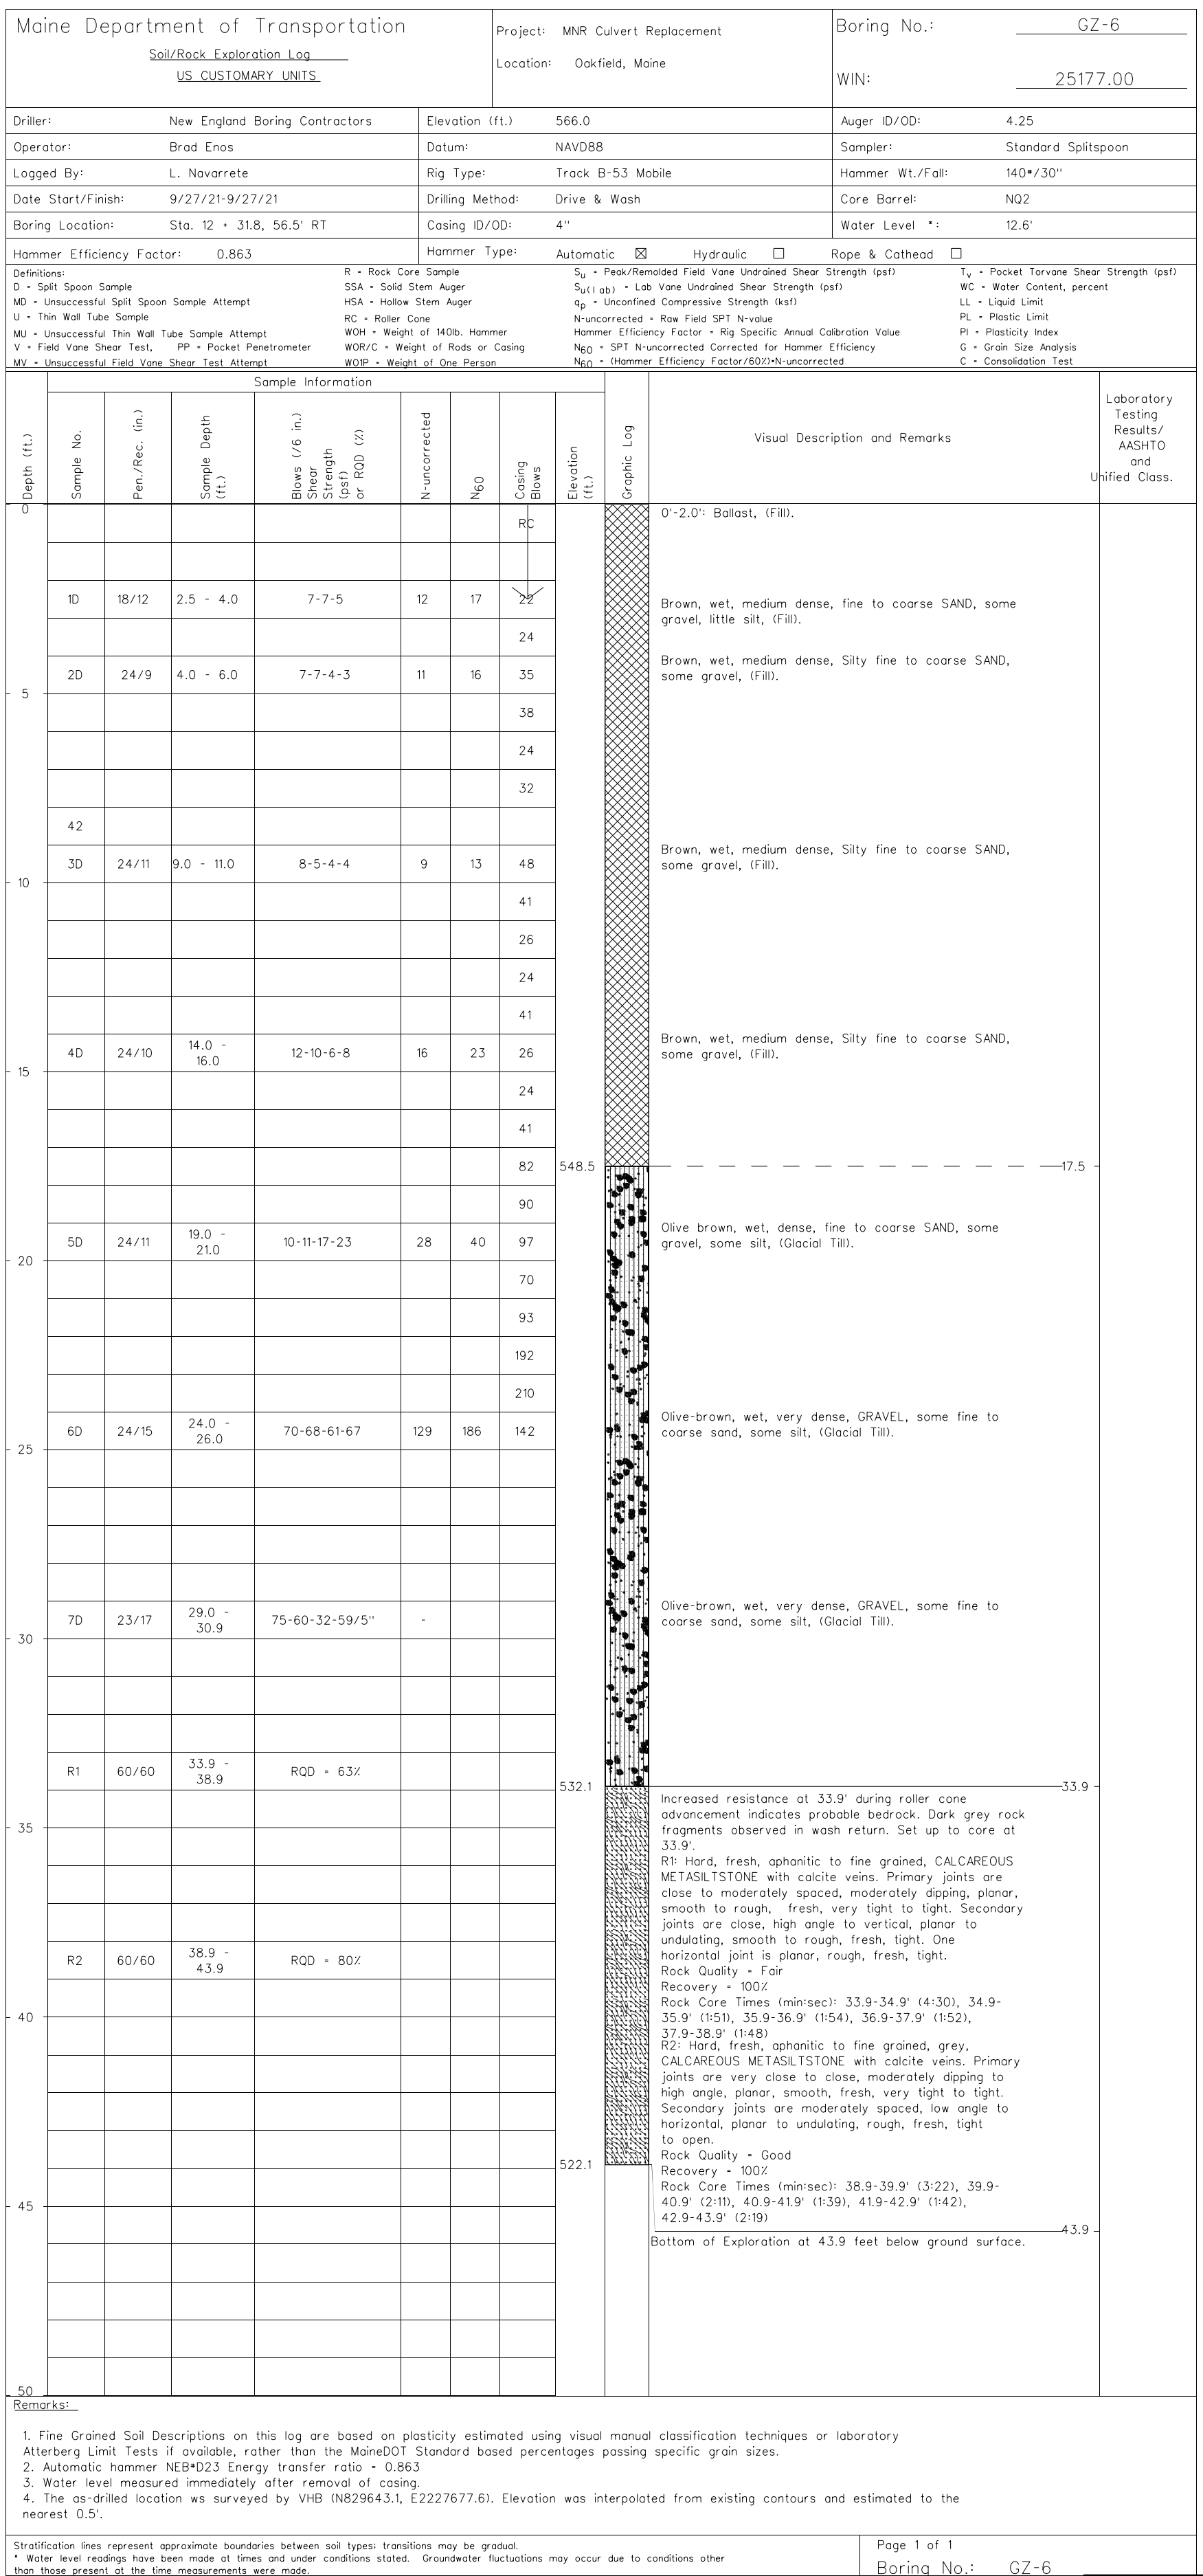 Maine Department of Transportation
Soil/Rock Exploration Log
US CUSTOMARY UNITS
Project: MNR Culvert Replacement
Location: Oakfield, Maine
Boring No.: GZ-6
WIN: 25177.00
Driller: New England Boring Contractors Elevation (ft.) 566.0 Auger ID/OD: 4.25
Operator: Brad Enos Datum: NAVD88 Sampler: Standard Splitspoon
Logged By: L. Navarrete Rig Type: Track B-53 Mobile Hammer Wt./Fall: 140#/30"
Date Start/Finish: 9/27/21-9/27/21 Drilling Method: Drive & Wash Core Barrel: NQ2
Boring Location: Sta. 12 + 31.8, 56.5' RT Casing ID/OD: 4" Water Level *: 12.6'
Hammer Efficiency Factor: 0.863 Hammer Type: Automatic ☒ Hydraulic ☐ Rope & Cathead ☐
Definitions: R = Rock Core Sample Su = Peak/Remolded Field Vane Undrained Shear Strength (psf) Tv = Pocket Torvane Shear Strength (psf)
D = Split Spoon Sample SSA = Solid Stem Auger Su(lab) = Lab Vane Undrained Shear Strength (psf) WC = Water Content, percent
MD = Unsuccessful Split Spoon Sample Attempt HSA = Hollow Stem Auger qp = Unconfined Compressive Strength (ksf) LL = Liquid Limit
U = Thin Wall Tube Sample RC = Roller Cone N-uncorrected = Raw Field SPT N-value PL = Plastic Limit
MU = Unsuccessful Thin Wall Tube Sample Attempt WOH = Weight of 140lb. Hammer Hammer Efficiency Factor = Rig Specific Annual Calibration Value PI = Plasticity Index
V = Field Vane Shear Test, PP = Pocket Penetrometer WOR/C = Weight of Rods or Casing N60 = SPT N-uncorrected Corrected for Hammer Efficiency G = Grain Size Analysis
MV = Unsuccessful Field Vane Shear Test Attempt WO1P = Weight of One Person N60 = (Hammer Efficiency Factor/60%)*N-uncorrected C = Consolidation Test
Sample Information
Depth (ft.)
Sample No.
Pen./Rec. (in.)
Sample Depth
(ft.)
Blows (/6 in.)
Shear
Strength
(psf)
or RQD (%)
N-uncorrected
N60
Casing
Blows
Elevation
(ft.)
Graphic Log
Visual Description and Remarks
Laboratory
Testing
Results/
AASHTO
and
Unified Class.
0
RC
0'-2.0': Ballast, (Fill).
1D 18/12 2.5 - 4.0 7-7-5 12 17 22
Brown, wet, medium dense, fine to coarse SAND, some
gravel, little silt, (Fill).
24
2D 24/9 4.0 - 6.0 7-7-4-3 11 16 35
Brown, wet, medium dense, Silty fine to coarse SAND,
some gravel, (Fill).
5
38
24
32
42
3D 24/11 9.0 - 11.0 8-5-4-4 9 13 48
Brown, wet, medium dense, Silty fine to coarse SAND,
some gravel, (Fill).
10
41
26
24
41
4D 24/10 14.0 -
16.0 12-10-6-8 16 23 26
Brown, wet, medium dense, Silty fine to coarse SAND,
some gravel, (Fill).
15
24
41
82 548.5 17.5
90
5D 24/11 19.0 -
21.0 10-11-17-23 28 40 97
Olive brown, wet, dense, fine to coarse SAND, some
gravel, some silt, (Glacial Till).
20
70
93
192
210
6D 24/15 24.0 -
26.0 70-68-61-67 129 186 142
Olive-brown, wet, very dense, GRAVEL, some fine to
coarse sand, some silt, (Glacial Till).
25
7D 23/17 29.0 -
30.9 75-60-32-59/5" -
Olive-brown, wet, very dense, GRAVEL, some fine to
coarse sand, some silt, (Glacial Till).
30
R1 60/60 33.9 -
38.9 RQD = 63%
532.1 33.9
Increased resistance at 33.9' during roller cone
advancement indicates probable bedrock. Dark grey rock
fragments observed in wash return. Set up to core at
33.9'.
35
R1: Hard, fresh, aphanitic to fine grained, CALCAREOUS
METASILTSTONE with calcite veins. Primary joints are
close to moderately spaced, moderately dipping, planar,
smooth to rough, fresh, very tight to tight. Secondary
joints are close, high angle to vertical, planar to
undulating, smooth to rough, fresh, tight. One
horizontal joint is planar, rough, fresh, tight.
Rock Quality = Fair
Recovery = 100%
Rock Core Times (min:sec): 33.9-34.9' (4:30), 34.9-
35.9' (1:51), 35.9-36.9' (1:54), 36.9-37.9' (1:52),
37.9-38.9' (1:48)
R2 60/60 38.9 -
43.9 RQD = 80%
40
R2: Hard, fresh, aphanitic to fine grained, grey,
CALCAREOUS METASILTSTONE with calcite veins. Primary
joints are very close to close, moderately dipping to
high angle, planar, smooth, fresh, very tight to tight.
Secondary joints are moderately spaced, low angle to
horizontal, planar to undulating, rough, fresh, tight
to open.
Rock Quality = Good
Recovery = 100%
Rock Core Times (min:sec): 38.9-39.9' (3:22), 39.9-
40.9' (2:11), 40.9-41.9' (1:39), 41.9-42.9' (1:42),
42.9-43.9' (2:19)
522.1
45
43.9
Bottom of Exploration at 43.9 feet below ground surface.
50
Remarks:
1. Fine Grained Soil Descriptions on this log are based on plasticity estimated using visual manual classification techniques or laboratory
Atterberg Limit Tests if available, rather than the MaineDOT Standard based percentages passing specific grain sizes.
2. Automatic hammer NEB#D23 Energy transfer ratio = 0.863
3. Water level measured immediately after removal of casing.
4. The as-drilled location ws surveyed by VHB (N829643.1, E2227677.6). Elevation was interpolated from existing contours and estimated to the
nearest 0.5'.
Stratification lines represent approximate boundaries between soil types; transitions may be gradual.
* Water level readings have been made at times and under conditions stated. Groundwater fluctuations may occur due to conditions other
than those present at the time measurements were made.
Page 1 of 1
Boring No.: GZ-6